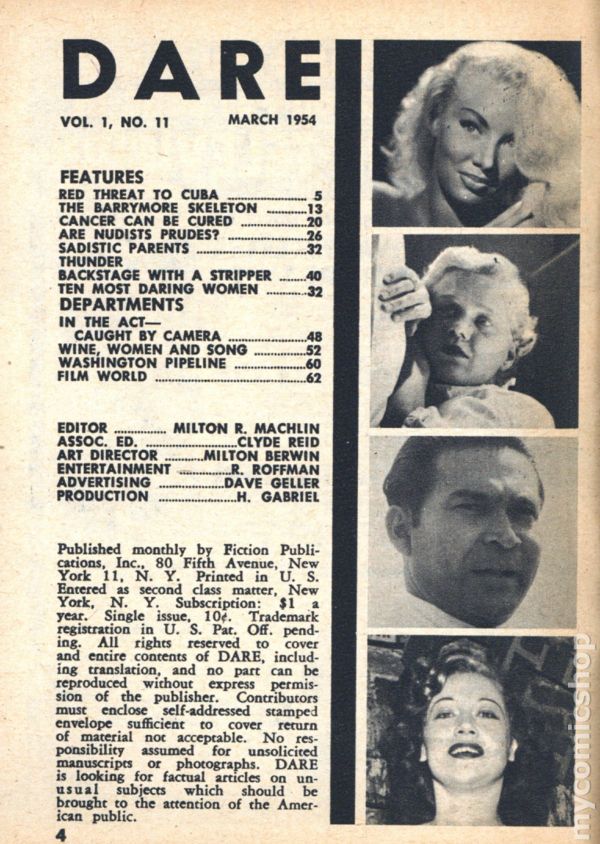 DARE
VOL. 1, NO. 11 MARCH 1954
FEATURES
RED THREAT TO CUBA .................... 5
THE BARRYMORE SKELETON ..........13
CANCER CAN BE CURED ................20
ARE NUDISTS PRUDES? ...................26
SADISTIC PARENTS ........................32
THUNDER
BACKSTAGE WITH A STRIPPER ......40
TEN MOST DARING WOMEN ..........32
DEPARTMENTS
IN THE ACT—
CAUGHT BY CAMERA ...................48
WINE, WOMEN AND SONG ............52
WASHINGTON PIPELINE .................60
FILM WORLD .................................62
EDITOR ............. MILTON R. MACHLIN
ASSOC. ED. ...................CLYDE REID
ART DIRECTOR .........MILTON BERWIN
ENTERTAINMENT ............R. ROFFMAN
ADVERTISING ................DAVE GELLER
PRODUCTION ...................H. GABRIEL
Published monthly by Fiction Publi-
cations, Inc., 80 Fifth Avenue, New
York 11, N. Y. Printed in U. S.
Entered as second class matter, New
York, N. Y. Subscription: $1 a
year. Single issue, 10¢. Trademark
registration in U. S. Pat. Off. pend-
ing. All rights reserved to cover
and entire contents of DARE, includ-
ing translation, and no part can be
reproduced without express permis-
sion of the publisher. Contributors
must enclose self-addressed stamped
envelope sufficient to cover return
of material not acceptable. No re-
sponsibility assumed for unsolicited
manuscripts or photographs. DARE
is looking for factual articles on un-
usual subjects which should be
brought to the attention of the Amer-
ican public.
4
mycomicshop